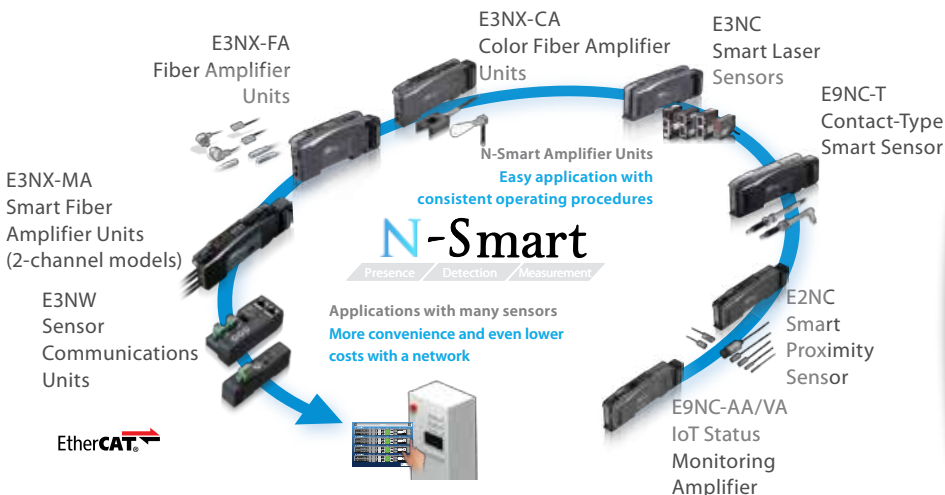 E3NX-CA
Color Fiber Amplifier
Units
E3NC
Smart Laser
Sensors
E3NX-FA
Fiber Amplifier
Units
E9NC-T
Contact-Type
Smart Sensor
N-Smart Amplifier Units
Easy application with
consistent operating procedures
E3NX-MA
Smart Fiber
Amplifier Units
(2-channel models)
N-Smart
Presence Detection Measurement
E3NW
Sensor
Communications
Units
Applications with many sensors
More convenience and even lower
costs with a network
E2NC
Smart
Proximity
Sensor
E9NC-AA/VA
IoT Status
Monitoring
Amplifier
EtherCAT®